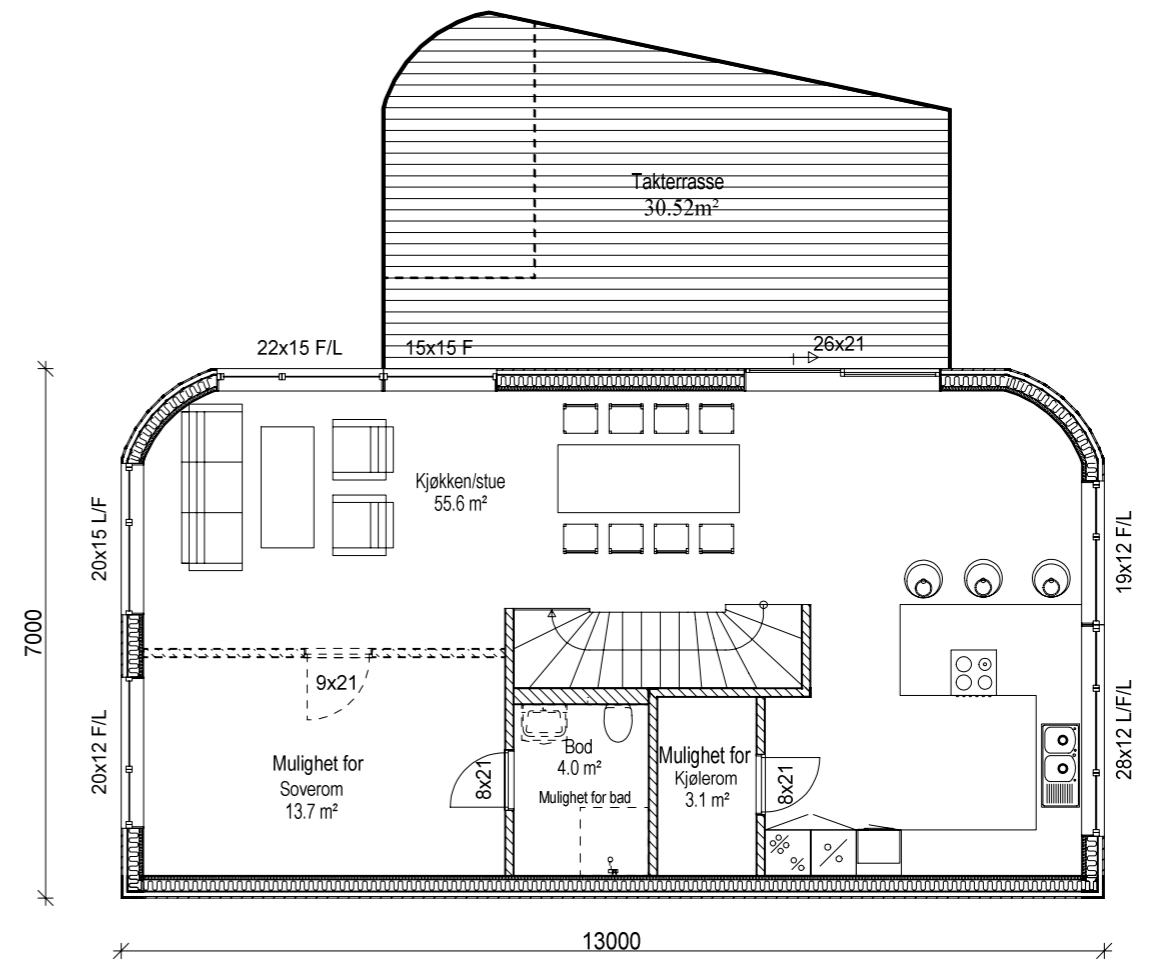 Takterrasse
30.52m²
22x15 F/L
15x15 F
26x21
Kjøkken/stue
55.6 m²
20x15 L/F
19x12 F/L
7000
9x21
20x12 F/L
Mulighet for
Soverom
13.7 m²
8x21
Bod
4.0 m²
Mulighet for bad
Mulighet for
Kjølerom
3.1 m²
8x21
28x12 L/F/L
13000